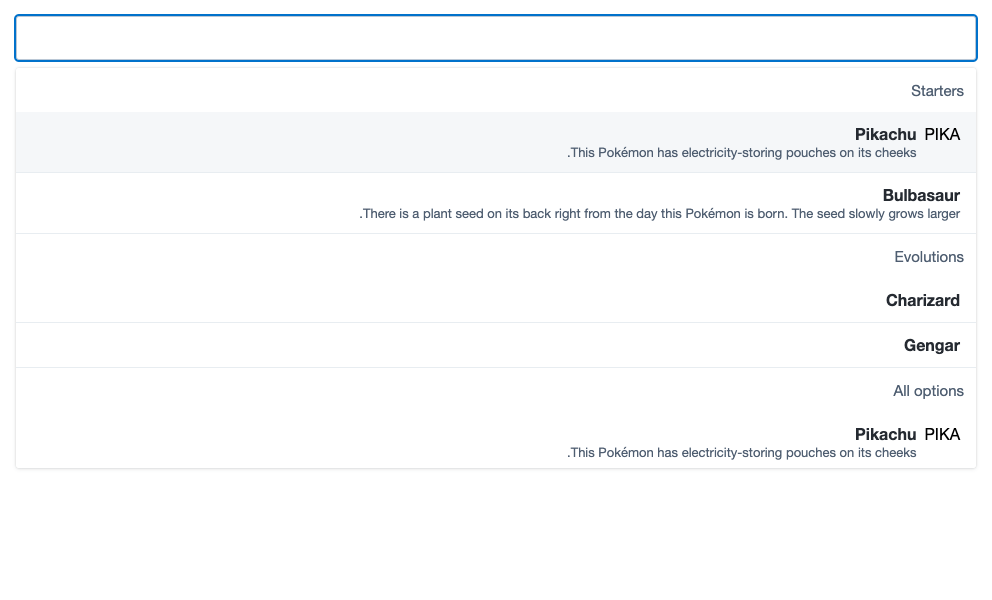 Starters
PIKA Pikachu
.This Pokémon has electricity-storing pouches on its cheeks
Bulbasaur
.There is a plant seed on its back right from the day this Pokémon is born. The seed slowly grows larger
Evolutions
Charizard
Gengar
All options
PIKA Pikachu
.This Pokémon has electricity-storing pouches on its cheeks